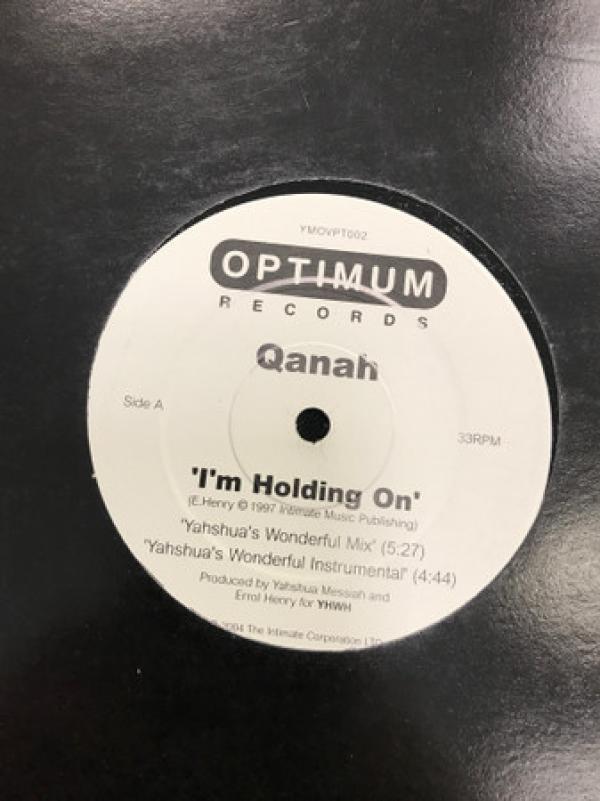 YMOVPT002
OPTIMUM
RECORDS
Qanah
Side A
33RPM
'I'm Holding On'
(E.Henry © 1997 Intimate Music Publishing)
'Yahshua's Wonderful Mix' (5:27)
'Yahshua's Wonderful Instrumental' (4:44)
Produced by Yahshua Messiah and
Errol Henry for YHWH
2004 The Intimate Corporation LTD